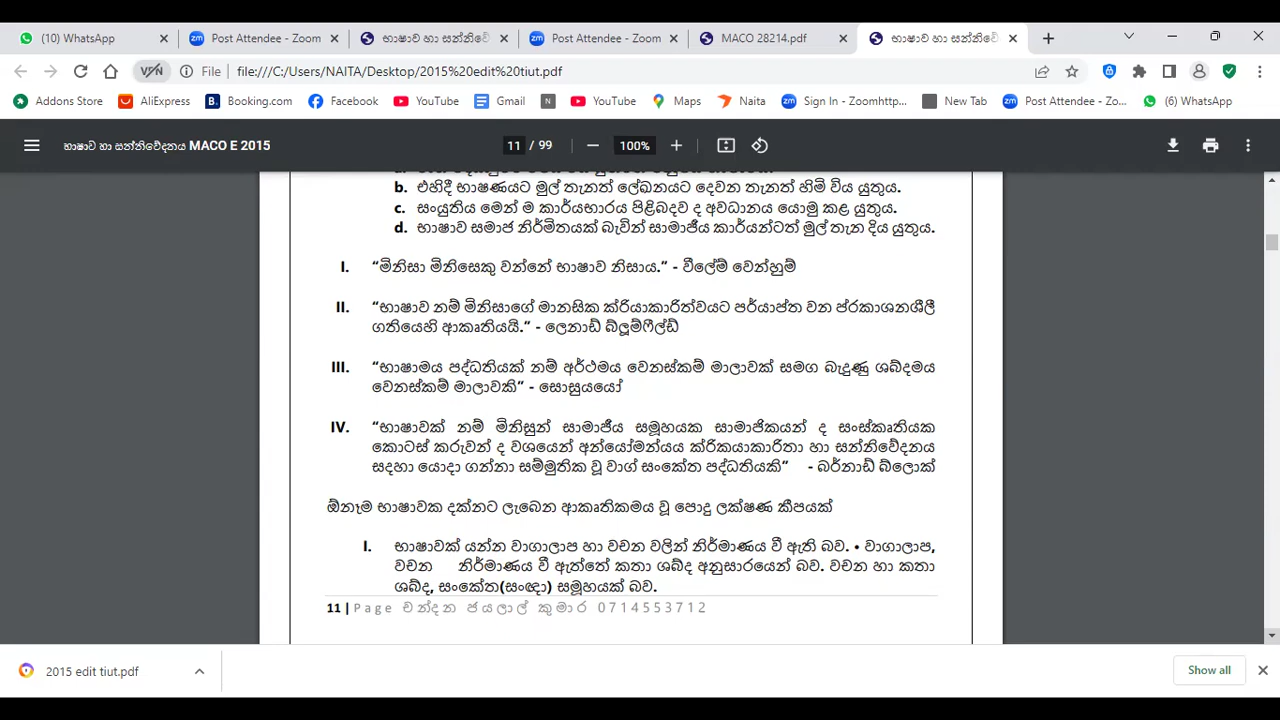 (10) WhatsApp
Post Attendee - Zoom
භාෂාව හා සන්නිවේ
Post Attendee - Zoom
MACO 28214.pdf
භාෂාව හා සන්නිවේ
VPN
File
file:///C:/Users/NAITA/Desktop/2015%20edit%20tiut.pdf
Addons Store
AliExpress
Booking.com
Facebook
YouTube
Gmail
N
YouTube
Maps
Naita
Sign In - Zoomhttp...
New Tab
Post Attendee - Zo...
(6) WhatsApp
භාෂාව හා සන්නිවේදනය MACO E 2015
11 / 99
100%
b. එහිදී භාෂණයට මුල් තැනත් ලේඛනයට දෙවන තැනත් හිමි විය යුතුය.
c. සංයුතිය මෙන් ම කාර්යභාරය පිළිබදව ද අවධානය යොමු කළ යුතුය.
d. භාෂාව සමාජ නිර්මිතයක් බැවින් සාමාජීය කාර්යන්ටත් මුල් තැන දිය යුතුය.
I. “මිනිසා මිනිසෙකු වන්නේ භාෂාව නිසාය.” - වීලේම් වෙන්හුම්
II. “භාෂාව නම් මිනිසාගේ මානසික ක්රියාකාරිත්වයට පර්යාප්ත වන ප්රකාශනශීලී
ගතියෙහි ආකෘතියයි.” - ලෙනාඩ් බ්ලූම්ෆීල්ඩ්
III. “භාෂාමය පද්ධතියක් නම් අර්ථමය වෙනස්කම් මාලාවක් සමග බැදුණු ශබ්දමය
වෙනස්කම් මාලාවකි” - සොසුයයෝ
IV. “භාෂාවක් නම් මිනිසුන් සාමාජීය සමූහයක සාමාජිකයන් ද සංස්කෘතියක
කොටස් කරුවන් ද වශයෙන් අන්යෝමන්යය ක්රිකයාකාරිතා හා සන්නිවේදනය
සදහා යොදා ගන්නා සම්මුතික වූ වාග් සංකේත පද්ධතියකි“ - බර්නාඩ් බ්ලොක්
ඕනෑම භාෂාවක දක්නට ලැබෙන ආකෘතිකමය වූ පොදු ලක්ෂණ කීපයක්
I. භාෂාවක් යන්න වාගාලාප හා වචන වලින් නිර්මාණය වී ඇති බව. • වාගාලාප,
වචන නිර්මාණය වී ඇත්තේ කතා ශබ්ද අනුසාරයෙන් බව. වචන හා කතා
ශබ්ද, සංකේත(සංඥා) සමූහයක් බව.
11 | Page චන්දන ජයලාල් කුමාර 0714553712
2015 edit tiut.pdf
Show all